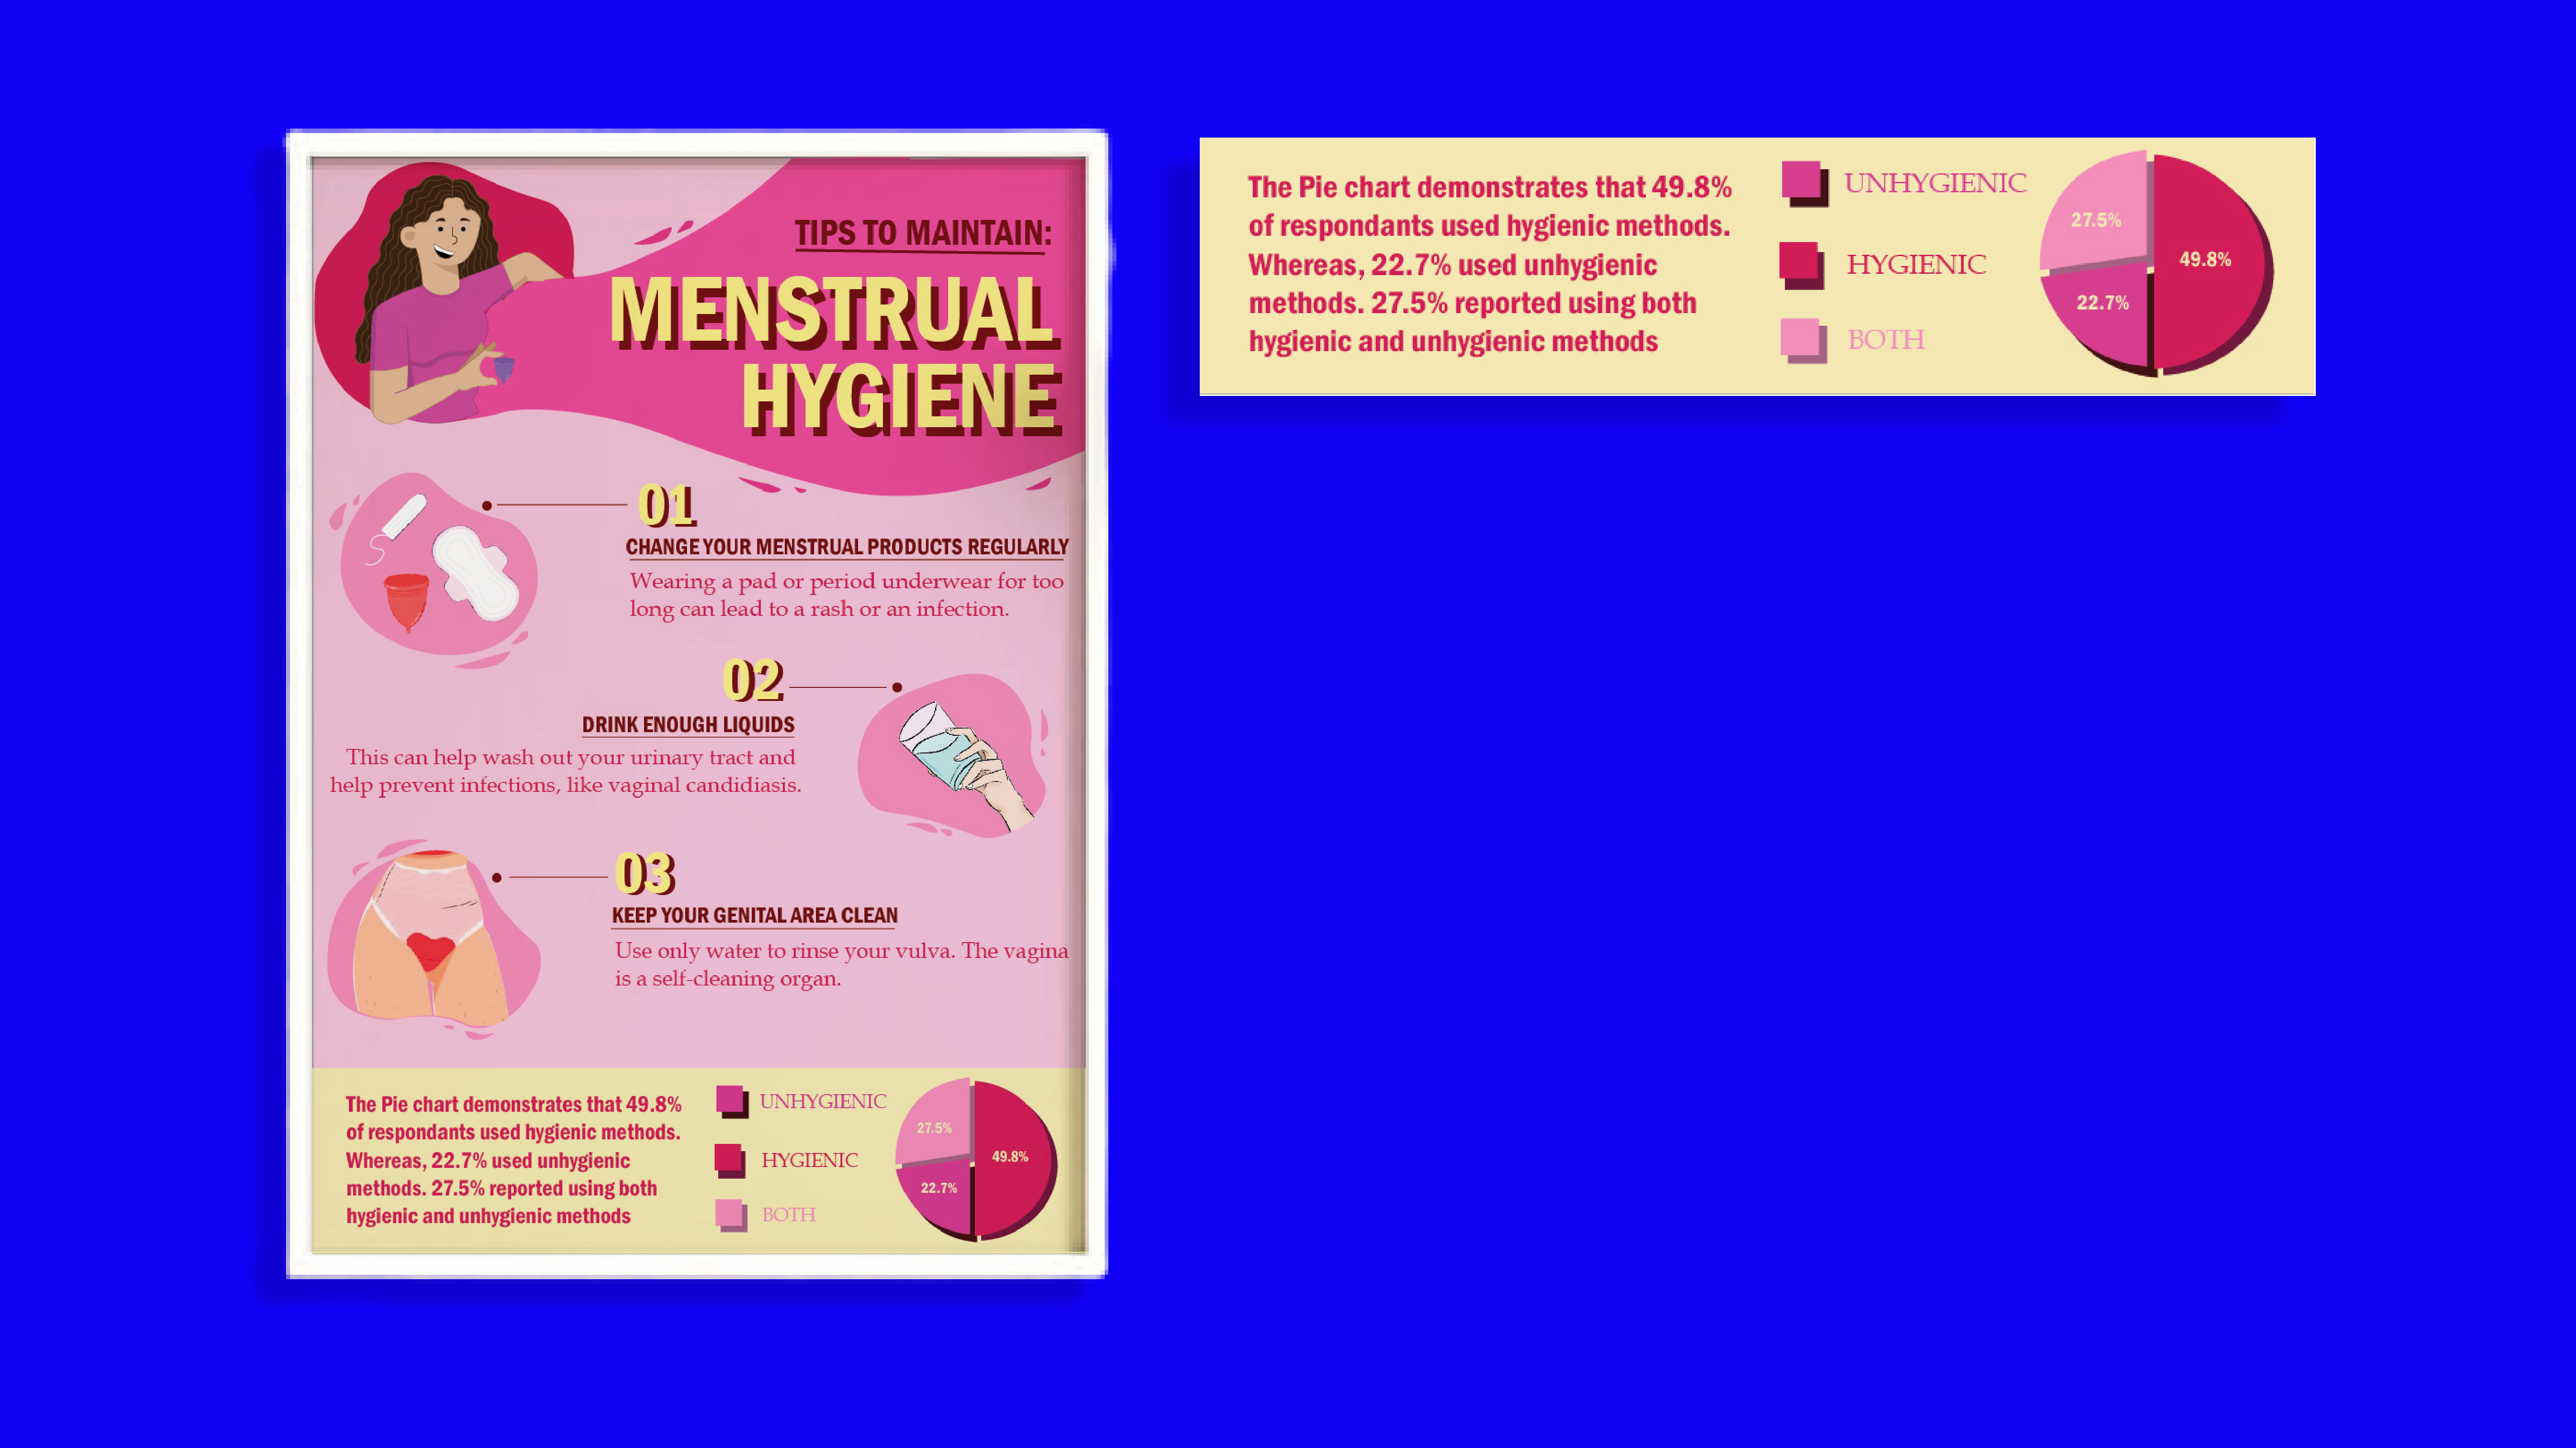 TIPS TO MAINTAIN:
MENSTRUAL
HYGIENE
01
CHANGE YOUR MENSTRUAL PRODUCTS REGULARLY
Wearing a pad or period underwear for too
long can lead to a rash or an infection.
02
DRINK ENOUGH LIQUIDS
This can help wash out your urinary tract and
help prevent infections, like vaginal candidiasis.
03
KEEP YOUR GENITAL AREA CLEAN
Use only water to rinse your vulva. The vagina
is a self-cleaning organ.
The Pie chart demonstrates that 49.8%
of respondants used hygienic methods.
Whereas, 22.7% used unhygienic
methods. 27.5% reported using both
hygienic and unhygienic methods
UNHYGIENIC
HYGIENIC
BOTH
27.5%
49.8%
22.7%
The Pie chart demonstrates that 49.8%
of respondants used hygienic methods.
Whereas, 22.7% used unhygienic
methods. 27.5% reported using both
hygienic and unhygienic methods
UNHYGIENIC
HYGIENIC
BOTH
27.5%
49.8%
22.7%